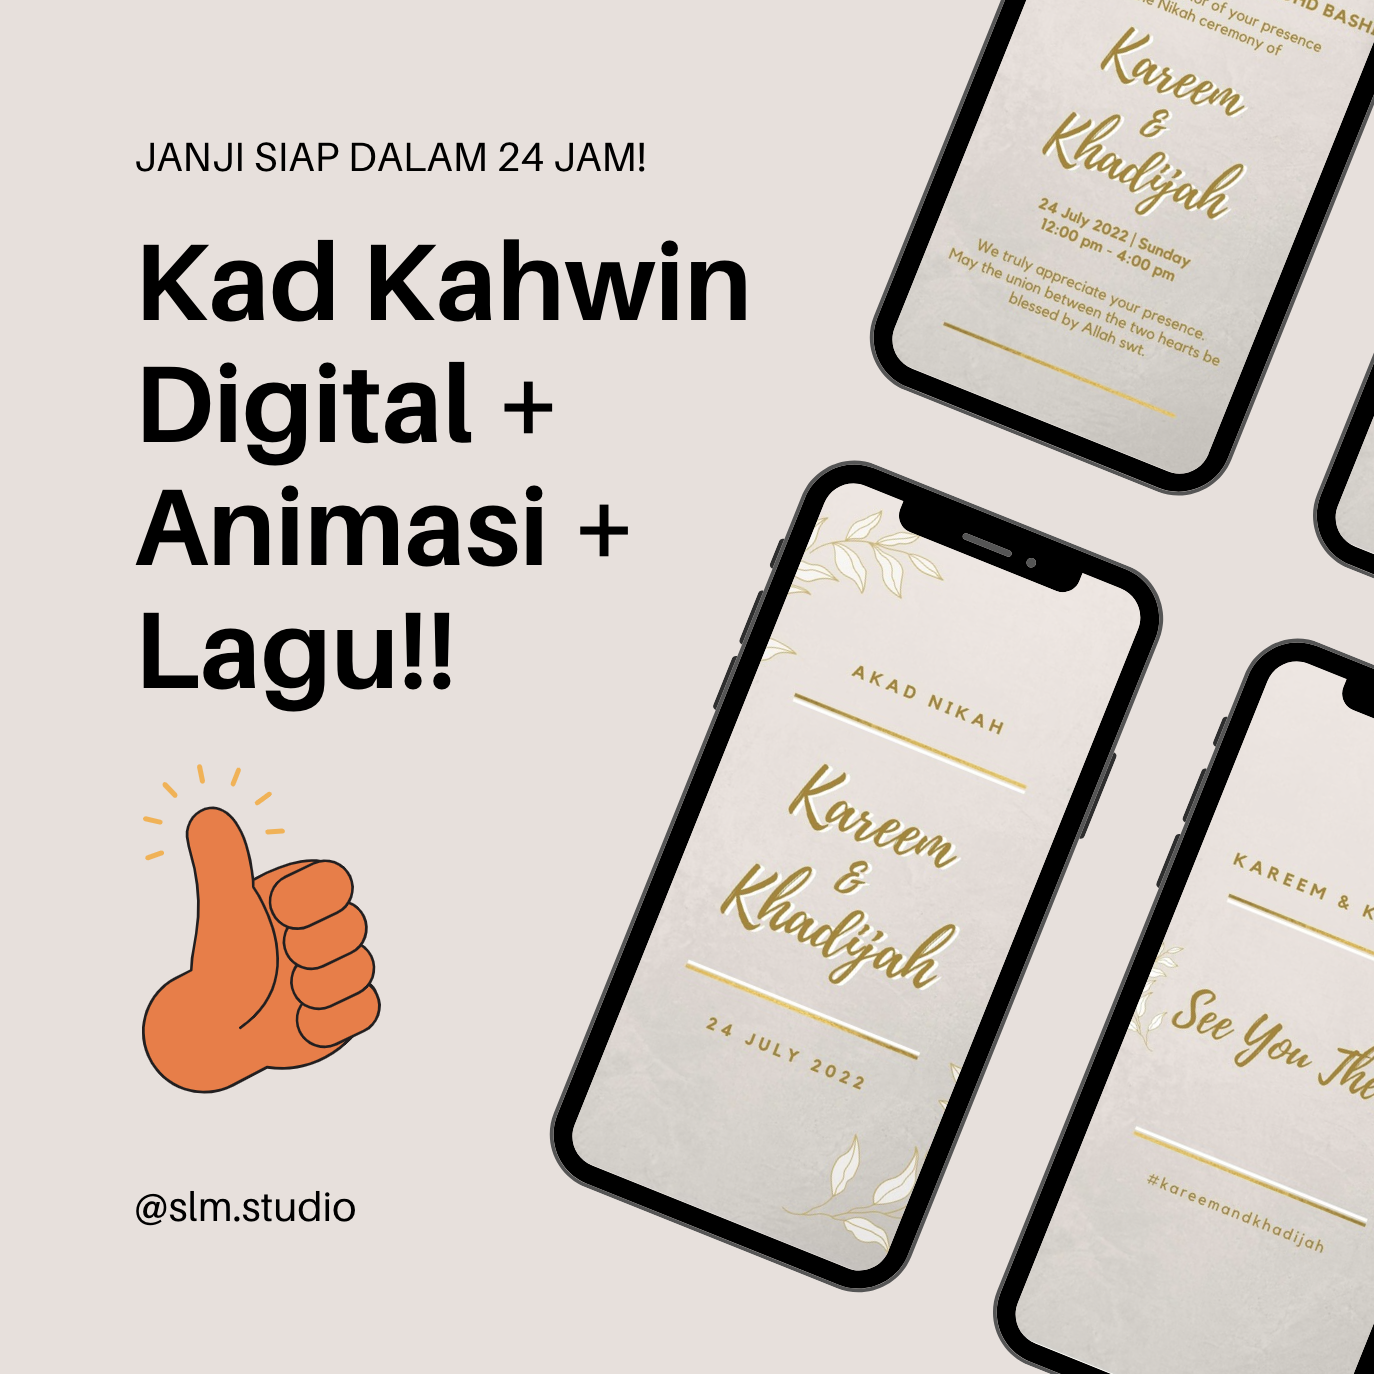 JANJI SIAP DALAM 24 JAM!
Kad Kahwin
Digital +
Animasi +
Lagu!!
@slm.studio
of your presence
Nikah ceremony of
Kareem
&
Khadijah
24 July 2022 | Sunday
12:00 pm - 4:00 pm
We truly appreciate your presence.
May the union between the two hearts be
blessed by Allah swt.
AKAD NIKAH
Kareem
&
Khadijah
24 JULY 2022
KAREEM & K
See You The
#kareemandkhadijah